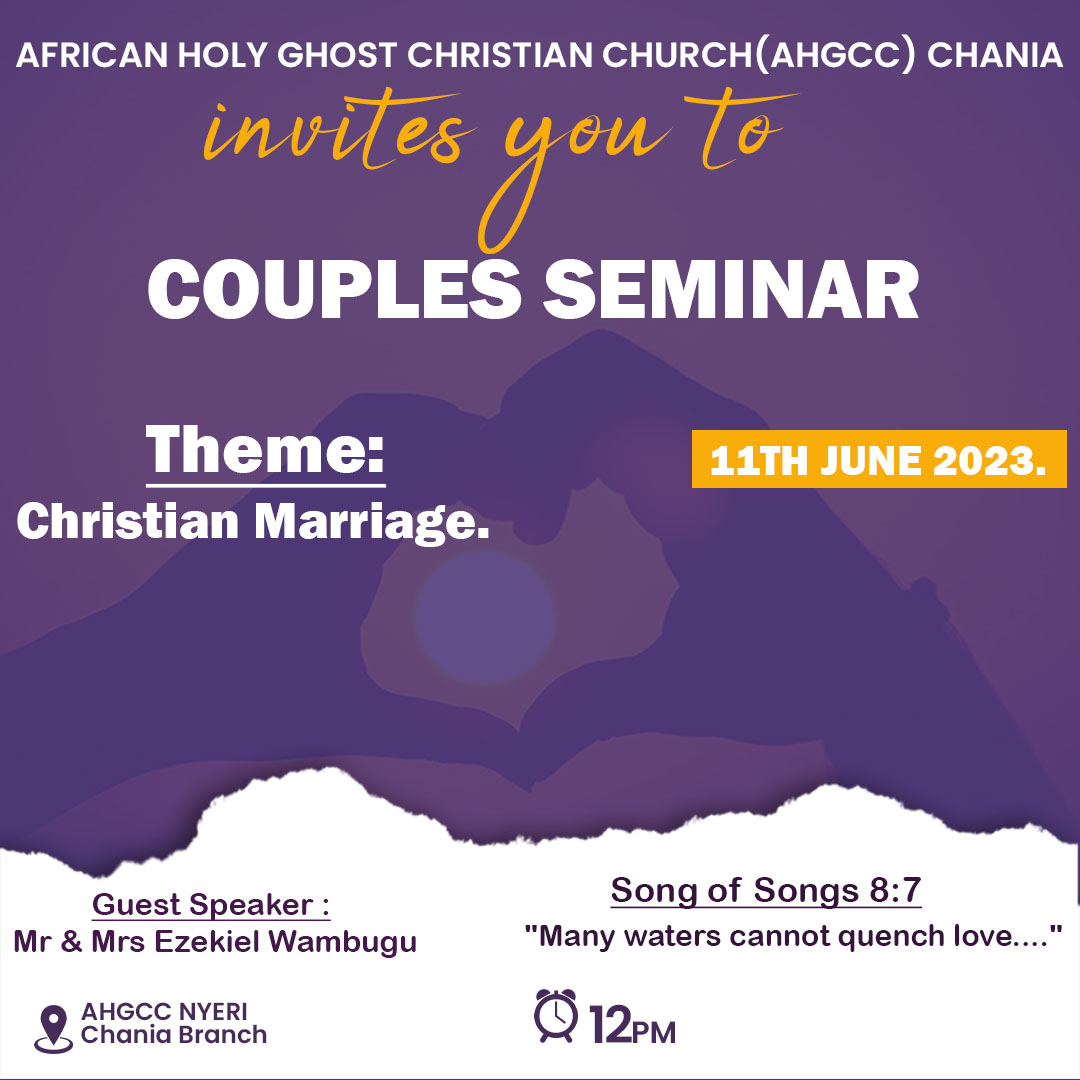 AFRICAN HOLY GHOST CHRISTIAN CHURCH(AHGCC) CHANIA
invites you to
COUPLES SEMINAR
Theme:
Christian Marriage.
11TH JUNE 2023.
Guest Speaker :
Mr & Mrs Ezekiel Wambugu
Song of Songs 8:7
"Many waters cannot quench love...."
AHGCC NYERI
Chania Branch
12PM